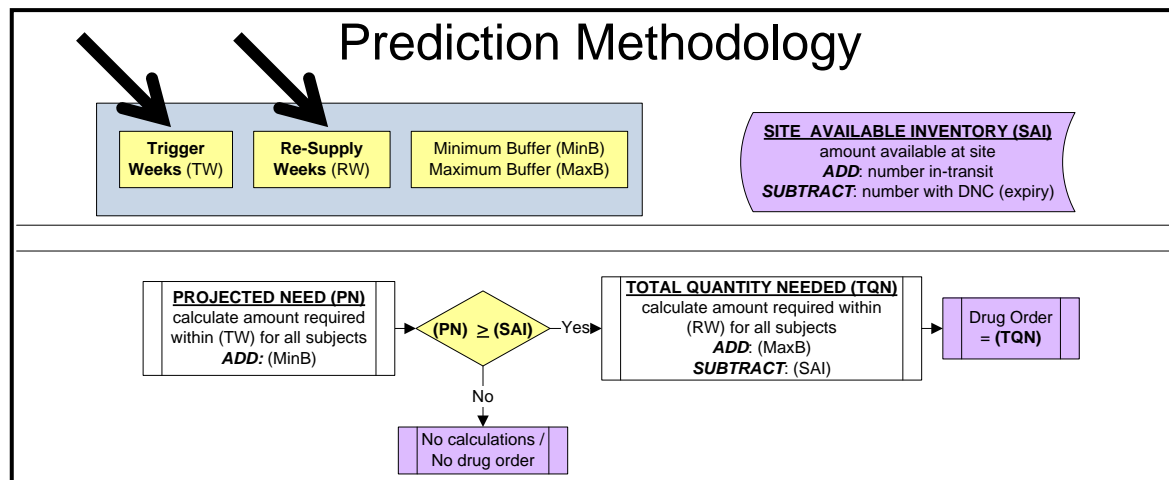 Prediction Methodology
Trigger
Weeks (TW)
Re-Supply
Weeks (RW)
Minimum Buffer (MinB)
Maximum Buffer (MaxB)
SITE AVAILABLE INVENTORY (SAI)
amount available at site
ADD: number in-transit
SUBTRACT: number with DNC (expiry)
PROJECTED NEED (PN)
calculate amount required
within (TW) for all subjects
ADD: (MinB)
(PN) ≥ (SAI)
Yes
TOTAL QUANTITY NEEDED (TQN)
calculate amount required within
(RW) for all subjects
ADD: (MaxB)
SUBTRACT: (SAI)
Drug Order
= (TQN)
No
No calculations /
No drug order